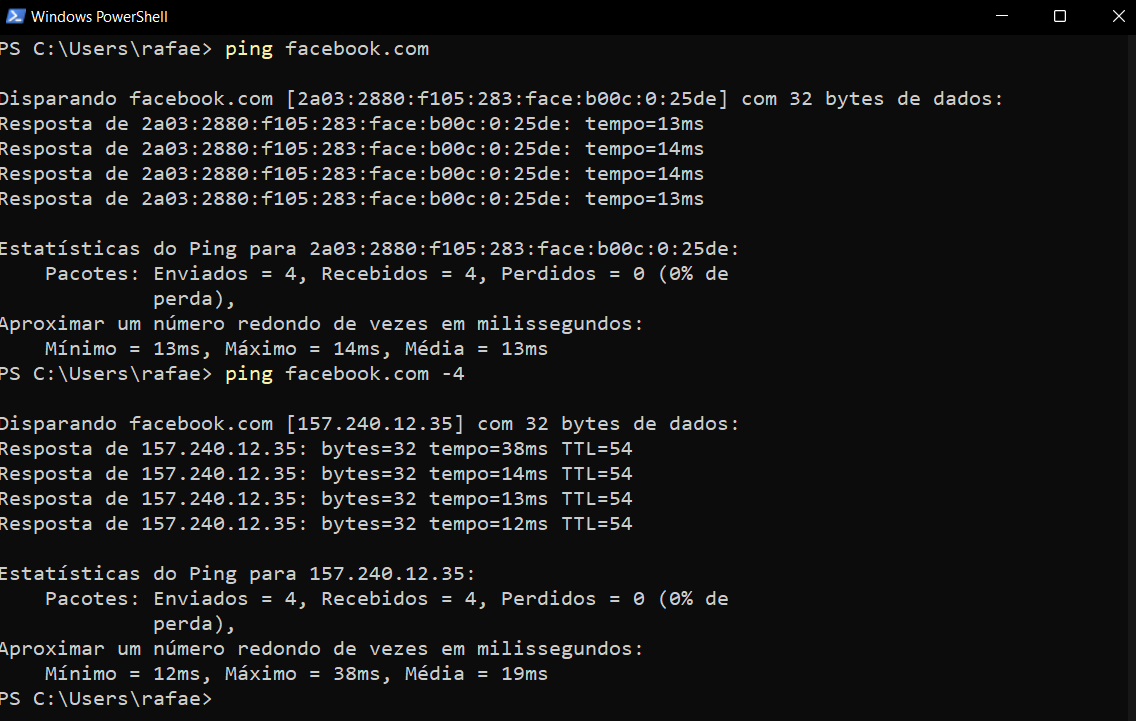 Windows PowerShell
PS C:\Users\rafae> ping facebook.com
Disparando facebook.com [2a03:2880:f105:283:face:b00c:0:25de] com 32 bytes de dados:
Resposta de 2a03:2880:f105:283:face:b00c:0:25de: tempo=13ms
Resposta de 2a03:2880:f105:283:face:b00c:0:25de: tempo=14ms
Resposta de 2a03:2880:f105:283:face:b00c:0:25de: tempo=14ms
Resposta de 2a03:2880:f105:283:face:b00c:0:25de: tempo=13ms
Estatísticas do Ping para 2a03:2880:f105:283:face:b00c:0:25de:
Pacotes: Enviados = 4, Recebidos = 4, Perdidos = 0 (0% de
perda),
Aproximar um número redondo de vezes em milissegundos:
Mínimo = 13ms, Máximo = 14ms, Média = 13ms
PS C:\Users\rafae> ping facebook.com -4
Disparando facebook.com [157.240.12.35] com 32 bytes de dados:
Resposta de 157.240.12.35: bytes=32 tempo=38ms TTL=54
Resposta de 157.240.12.35: bytes=32 tempo=14ms TTL=54
Resposta de 157.240.12.35: bytes=32 tempo=13ms TTL=54
Resposta de 157.240.12.35: bytes=32 tempo=12ms TTL=54
Estatísticas do Ping para 157.240.12.35:
Pacotes: Enviados = 4, Recebidos = 4, Perdidos = 0 (0% de
perda),
Aproximar um número redondo de vezes em milissegundos:
Mínimo = 12ms, Máximo = 38ms, Média = 19ms
PS C:\Users\rafae>